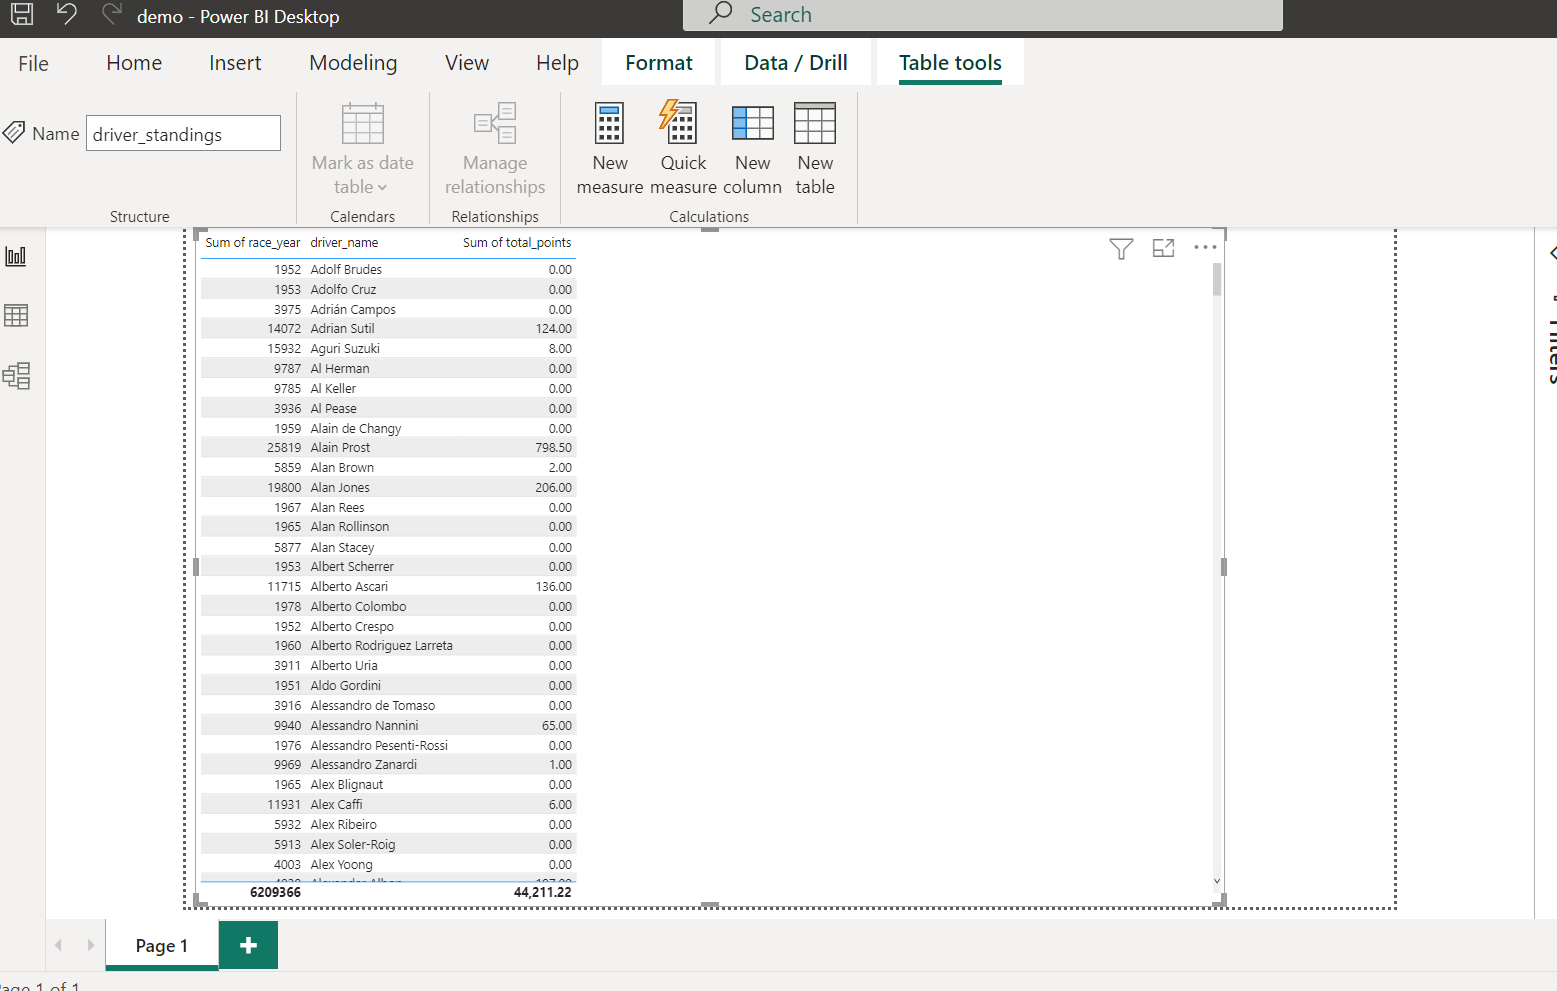 demo - Power BI Desktop
Search
File Home Insert Modeling View Help Format Data / Drill Table tools
Name driver_standings
Mark as date table
Calendars
Manage relationships
Relationships
New measure
Quick measure
New column
New table
Structure
Calculations
Sum of race_year driver_name Sum of total_points
1952 Adolf Brudes 0.00
1953 Adolfo Cruz 0.00
3975 Adrián Campos 0.00
14072 Adrian Sutil 124.00
15932 Aguri Suzuki 8.00
9787 Al Herman 0.00
9785 Al Keller 0.00
3936 Al Pease 0.00
1959 Alain de Changy 0.00
25819 Alain Prost 798.50
5859 Alan Brown 2.00
19800 Alan Jones 206.00
1967 Alan Rees 0.00
1965 Alan Rollinson 0.00
5877 Alan Stacey 0.00
1953 Albert Scherrer 0.00
11715 Alberto Ascari 136.00
1978 Alberto Colombo 0.00
1952 Alberto Crespo 0.00
1960 Alberto Rodriguez Larreta 0.00
3911 Alberto Uria 0.00
1951 Aldo Gordini 0.00
3916 Alessandro de Tomaso 0.00
9940 Alessandro Nannini 65.00
1976 Alessandro Pesenti-Rossi 0.00
9969 Alessandro Zanardi 1.00
1965 Alex Blignaut 0.00
11931 Alex Caffi 6.00
5932 Alex Ribeiro 0.00
5913 Alex Soler-Roig 0.00
4003 Alex Yoong 0.00
6209366 44,211.22
Filters
Page 1
Page 1 of 1